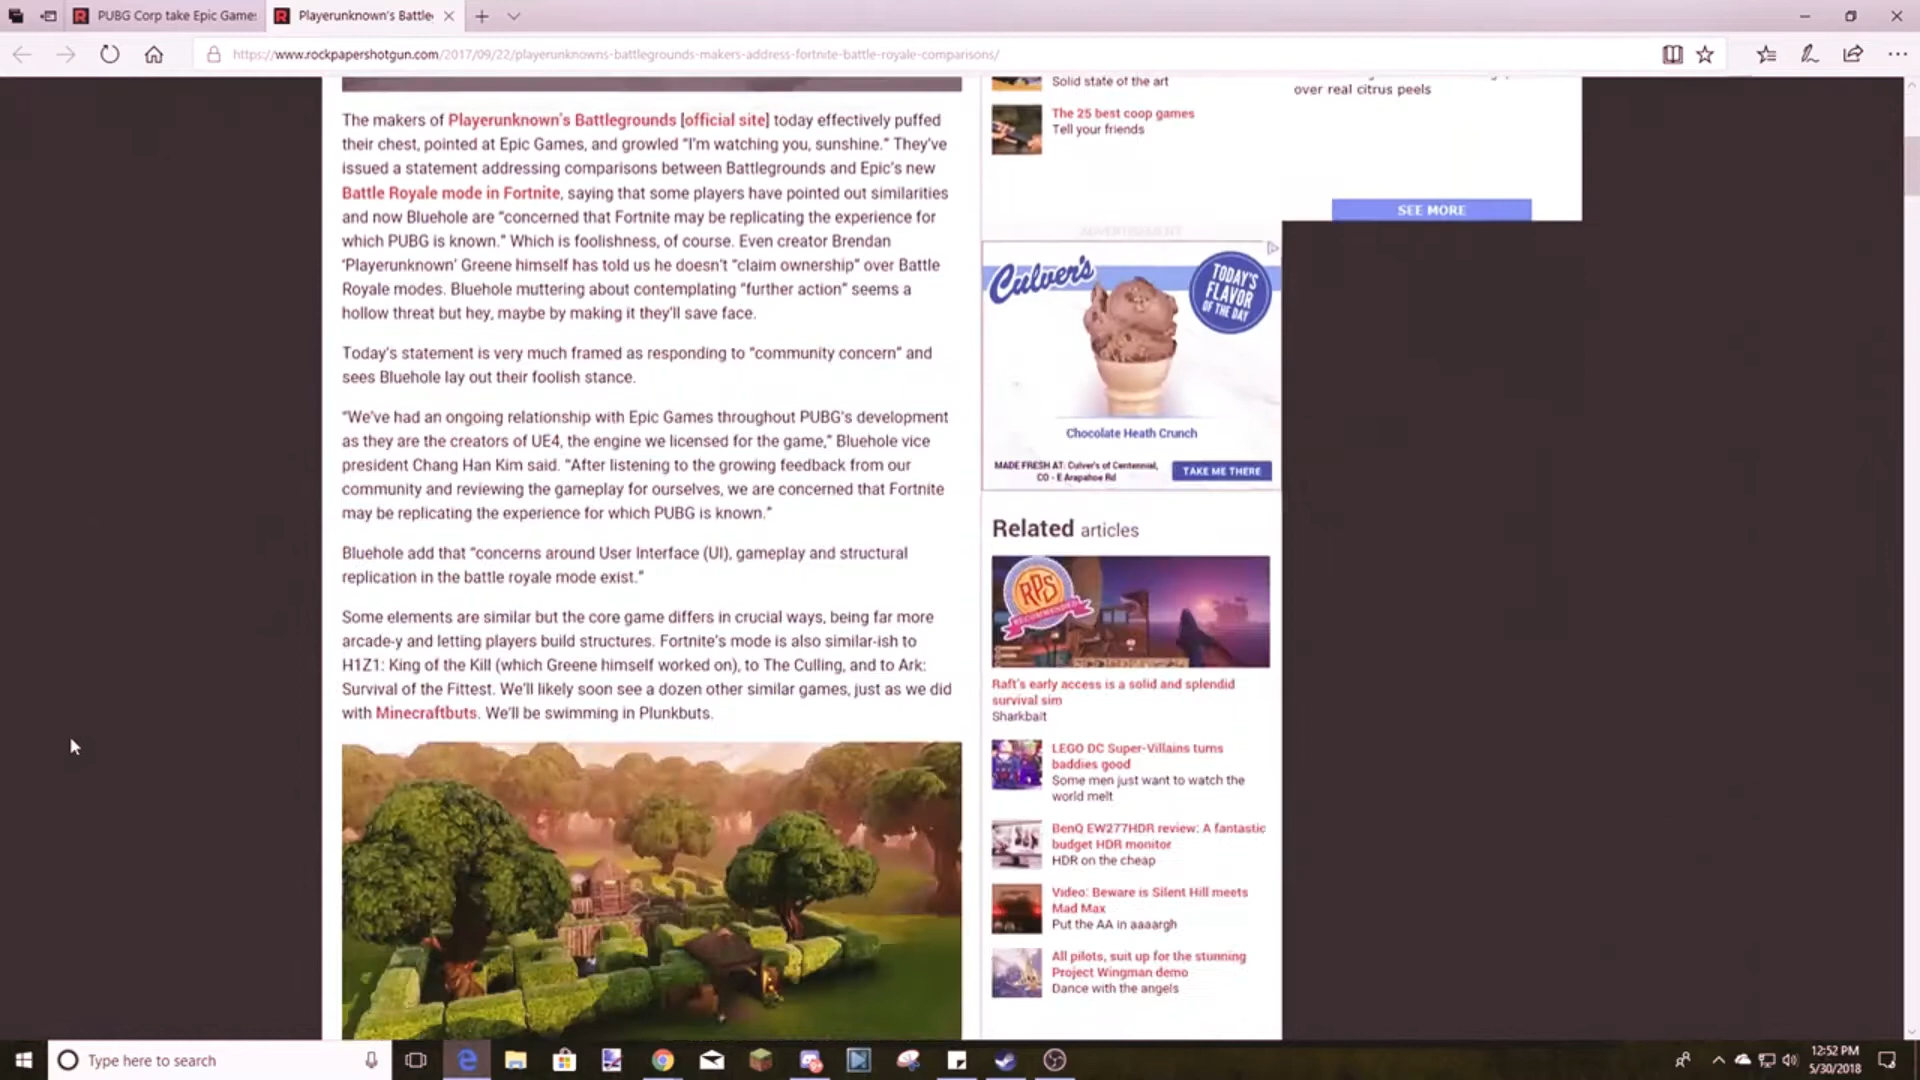 PUBG Corp take Epic Game:
Playerunknown's Battle
https://www.rockpapershotgun.com/2017/09/22/playerunknowns-battlegrounds-makers-address-fortnite-battle-royale-comparisons/
The makers of Playerunknown's Battlegrounds [official site] today effectively puffed
their chest, pointed at Epic Games, and growled “I'm watching you, sunshine.” They've
issued a statement addressing comparisons between Battlegrounds and Epic's new
Battle Royale mode in Fortnite, saying that some players have pointed out similarities
and now Bluehole are “concerned that Fortnite may be replicating the experience for
which PUBG is known.” Which is foolishness, of course. Even creator Brendan
‘Playerunknown’ Greene himself has told us he doesn't “claim ownership” over Battle
Royale modes. Bluehole muttering about contemplating “further action” seems a
hollow threat but hey, maybe by making it they'll save face.
Today's statement is very much framed as responding to “community concern” and
sees Bluehole lay out their foolish stance.
“We've had an ongoing relationship with Epic Games throughout PUBG's development
as they are the creators of UE4, the engine we licensed for the game,” Bluehole vice
president Chang Han Kim said. “After listening to the growing feedback from our
community and reviewing the gameplay for ourselves, we are concerned that Fortnite
may be replicating the experience for which PUBG is known.”
Bluehole add that “concerns around User Interface (UI), gameplay and structural
replication in the battle royale mode exist.”
Some elements are similar but the core game differs in crucial ways, being far more
arcade-y and letting players build structures. Fortnite's mode is also similar-ish to
H1Z1: King of the Kill (which Greene himself worked on), to The Culling, and to Ark:
Survival of the Fittest. We'll likely soon see a dozen other similar games, just as we did
with Minecraftbuts. We'll be swimming in Plunkbuts.
Solid state of the art
The 25 best coop games
Tell your friends
over real citrus peels
SEE MORE
ADVERTISEMENT
Culver's
TODAY'S
FLAVOR
OF THE DAY
Chocolate Heath Crunch
MADE FRESH AT: Culver's of Centennial,
CO - E Arapahoe Rd
TAKE ME THERE
Related articles
RPS
RECOMMENDED
Raft's early access is a solid and splendid
survival sim
Sharkbait
LEGO DC Super-Villains turns
baddies good
Some men just want to watch the
world melt
BenQ EW277HDR review: A fantastic
budget HDR monitor
HDR on the cheap
Video: Beware is Silent Hill meets
Mad Max
Put the AA in aaaargh
All pilots, suit up for the stunning
Project Wingman demo
Dance with the angels
Type here to search
12:52 PM
5/30/2018